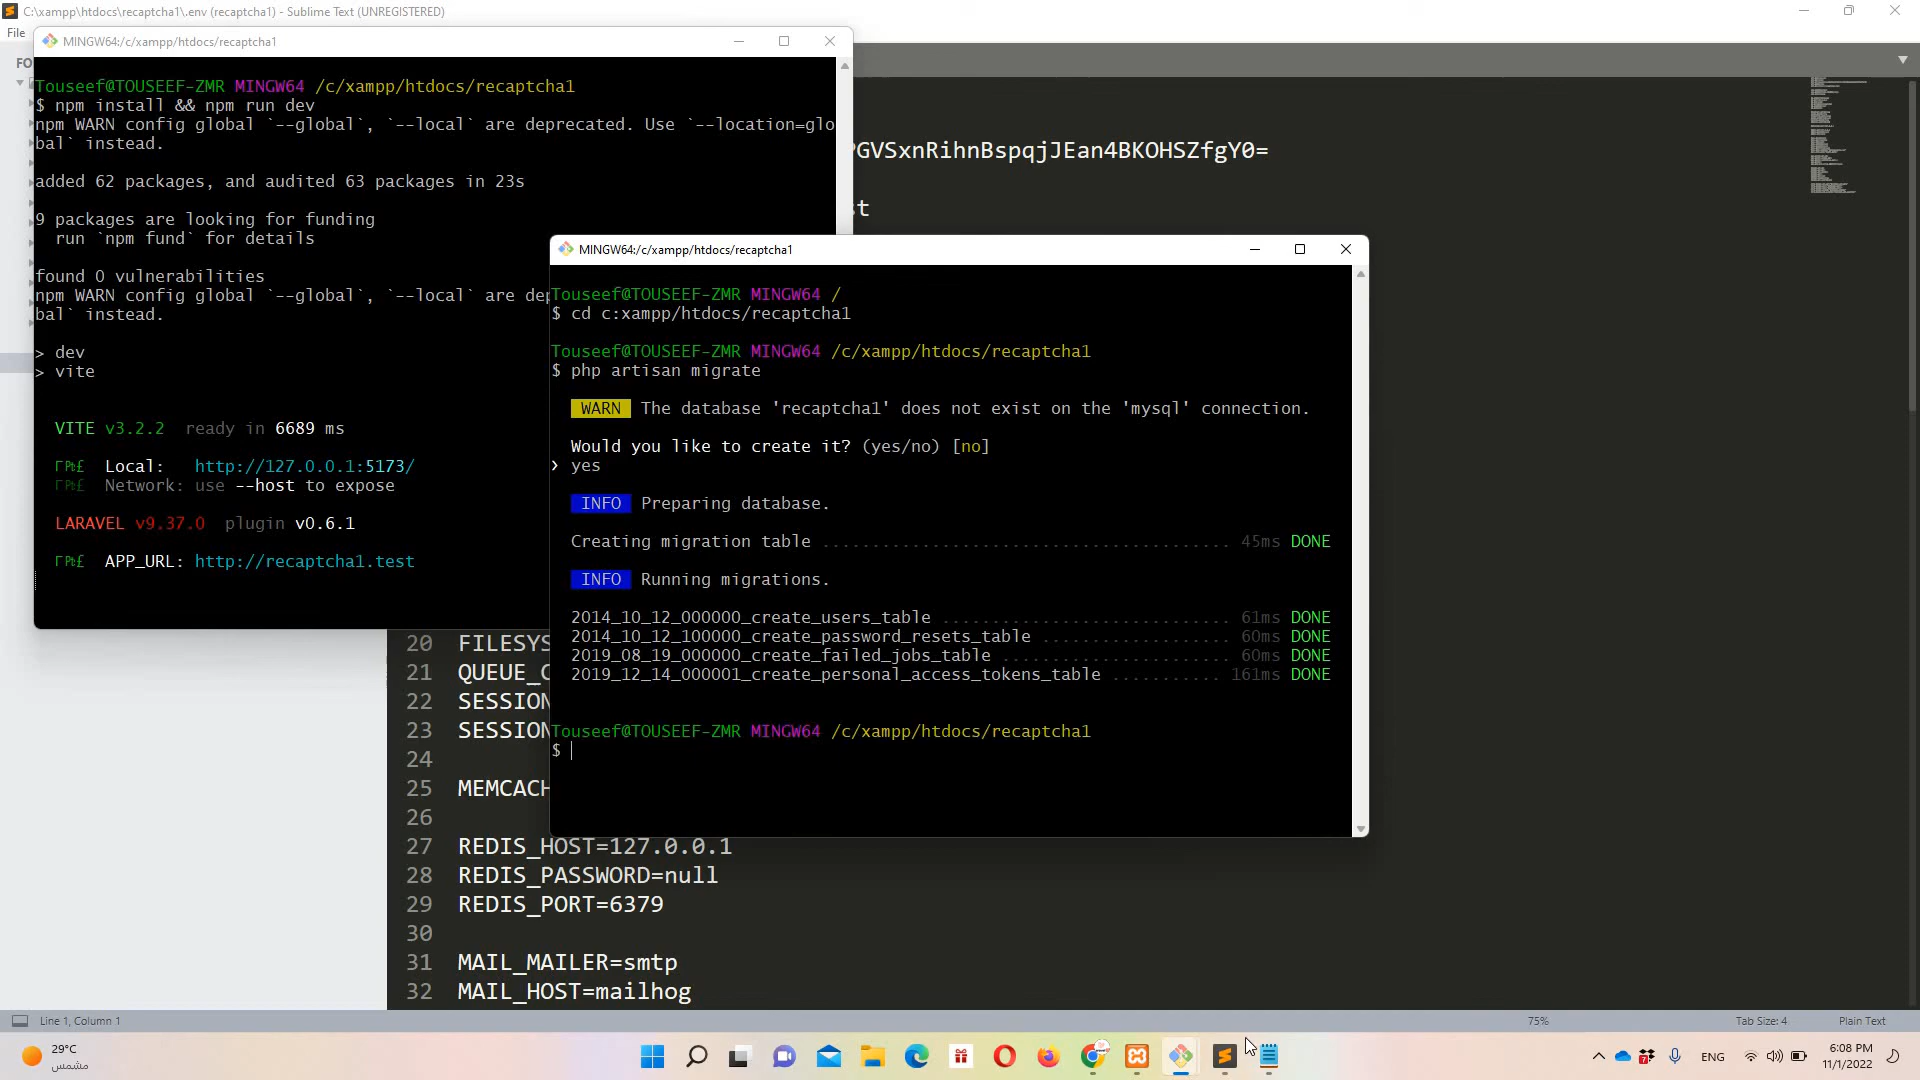 C:\xampp\htdocs\recaptcha1\.env (recaptcha1) - Sublime Text (UNREGISTERED)
File
FO
MINGW64:/c/xampp/htdocs/recaptcha1
Touseef@TOUSEEF-ZMR MINGW64 /c/xampp/htdocs/recaptcha1
$ npm install && npm run dev
npm WARN config global `--global`, `--local` are deprecated. Use `--location=glo
bal` instead.
added 62 packages, and audited 63 packages in 23s
9 packages are looking for funding
run `npm fund` for details
found 0 vulnerabilities
npm WARN config global `--global`, `--local` are dep
bal` instead.
> dev
> vite
VITE v3.2.2 ready in 6689 ms
Local: http://127.0.0.1:5173/
Network: use --host to expose
LARAVEL v9.37.0 plugin v0.6.1
APP_URL: http://recaptcha1.test
GVSxnRihnBspqjJEan4BKOHSZfgY0=
t
MINGW64:/c/xampp/htdocs/recaptcha1
Touseef@TOUSEEF-ZMR MINGW64 /
$ cd c:xampp/htdocs/recaptcha1
Touseef@TOUSEEF-ZMR MINGW64 /c/xampp/htdocs/recaptcha1
$ php artisan migrate
WARN The database 'recaptcha1' does not exist on the 'mysql' connection.
Would you like to create it? (yes/no) [no]
› yes
INFO Preparing database.
Creating migration table ......................................... 45ms DONE
INFO Running migrations.
2014_10_12_000000_create_users_table ............................. 61ms DONE
2014_10_12_100000_create_password_resets_table ................... 60ms DONE
2019_08_19_000000_create_failed_jobs_table ....................... 60ms DONE
2019_12_14_000001_create_personal_access_tokens_table ........... 161ms DONE
Touseef@TOUSEEF-ZMR MINGW64 /c/xampp/htdocs/recaptcha1
$
20 FILESYS
21 QUEUE_C
22 SESSION
23 SESSION
24
25 MEMCACH
26
27 REDIS_HOST=127.0.0.1
28 REDIS_PASSWORD=null
29 REDIS_PORT=6379
30
31 MAIL_MAILER=smtp
32 MAIL_HOST=mailhog
Line 1, Column 1
75%
Tab Size: 4
Plain Text
29°C
مشمس
ENG
6:08 PM
11/1/2022